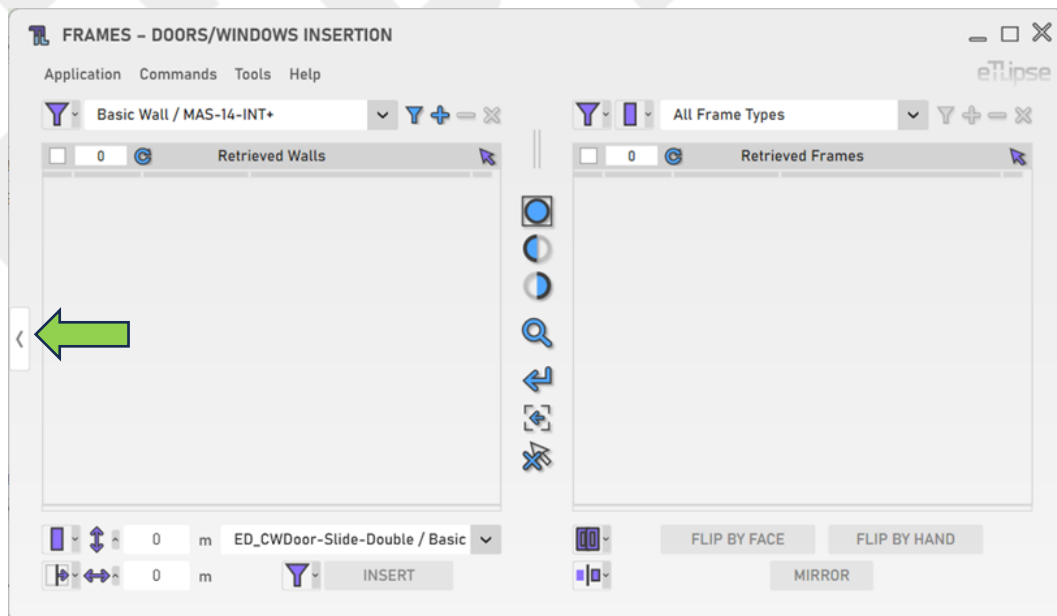 FRAMES – DOORS/WINDOWS INSERTION
Application Commands Tools Help
eTLipse
Basic Wall / MAS-14-INT+
All Frame Types
0 Retrieved Walls
0 Retrieved Frames
0 m ED_CWDoor-Slide-Double / Basic
FLIP BY FACE FLIP BY HAND
0 m INSERT
MIRROR